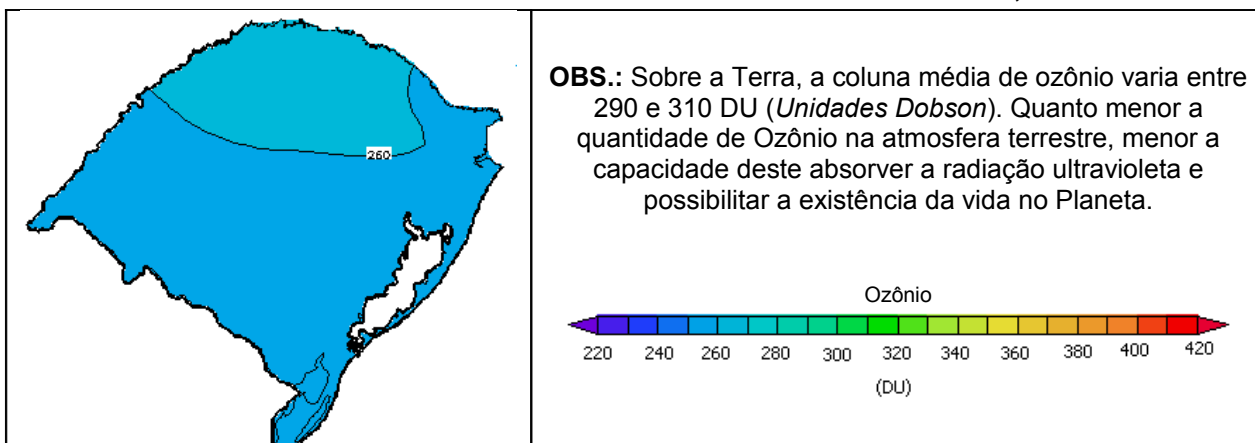 260
OBS.: Sobre a Terra, a coluna média de ozônio varia entre
290 e 310 DU (Unidades Dobson). Quanto menor a
quantidade de Ozônio na atmosfera terrestre, menor a
capacidade deste absorver a radiação ultravioleta e
possibilitar a existência da vida no Planeta.
Ozônio
220 240 260 280 300 320 340 360 380 400 420
(DU)